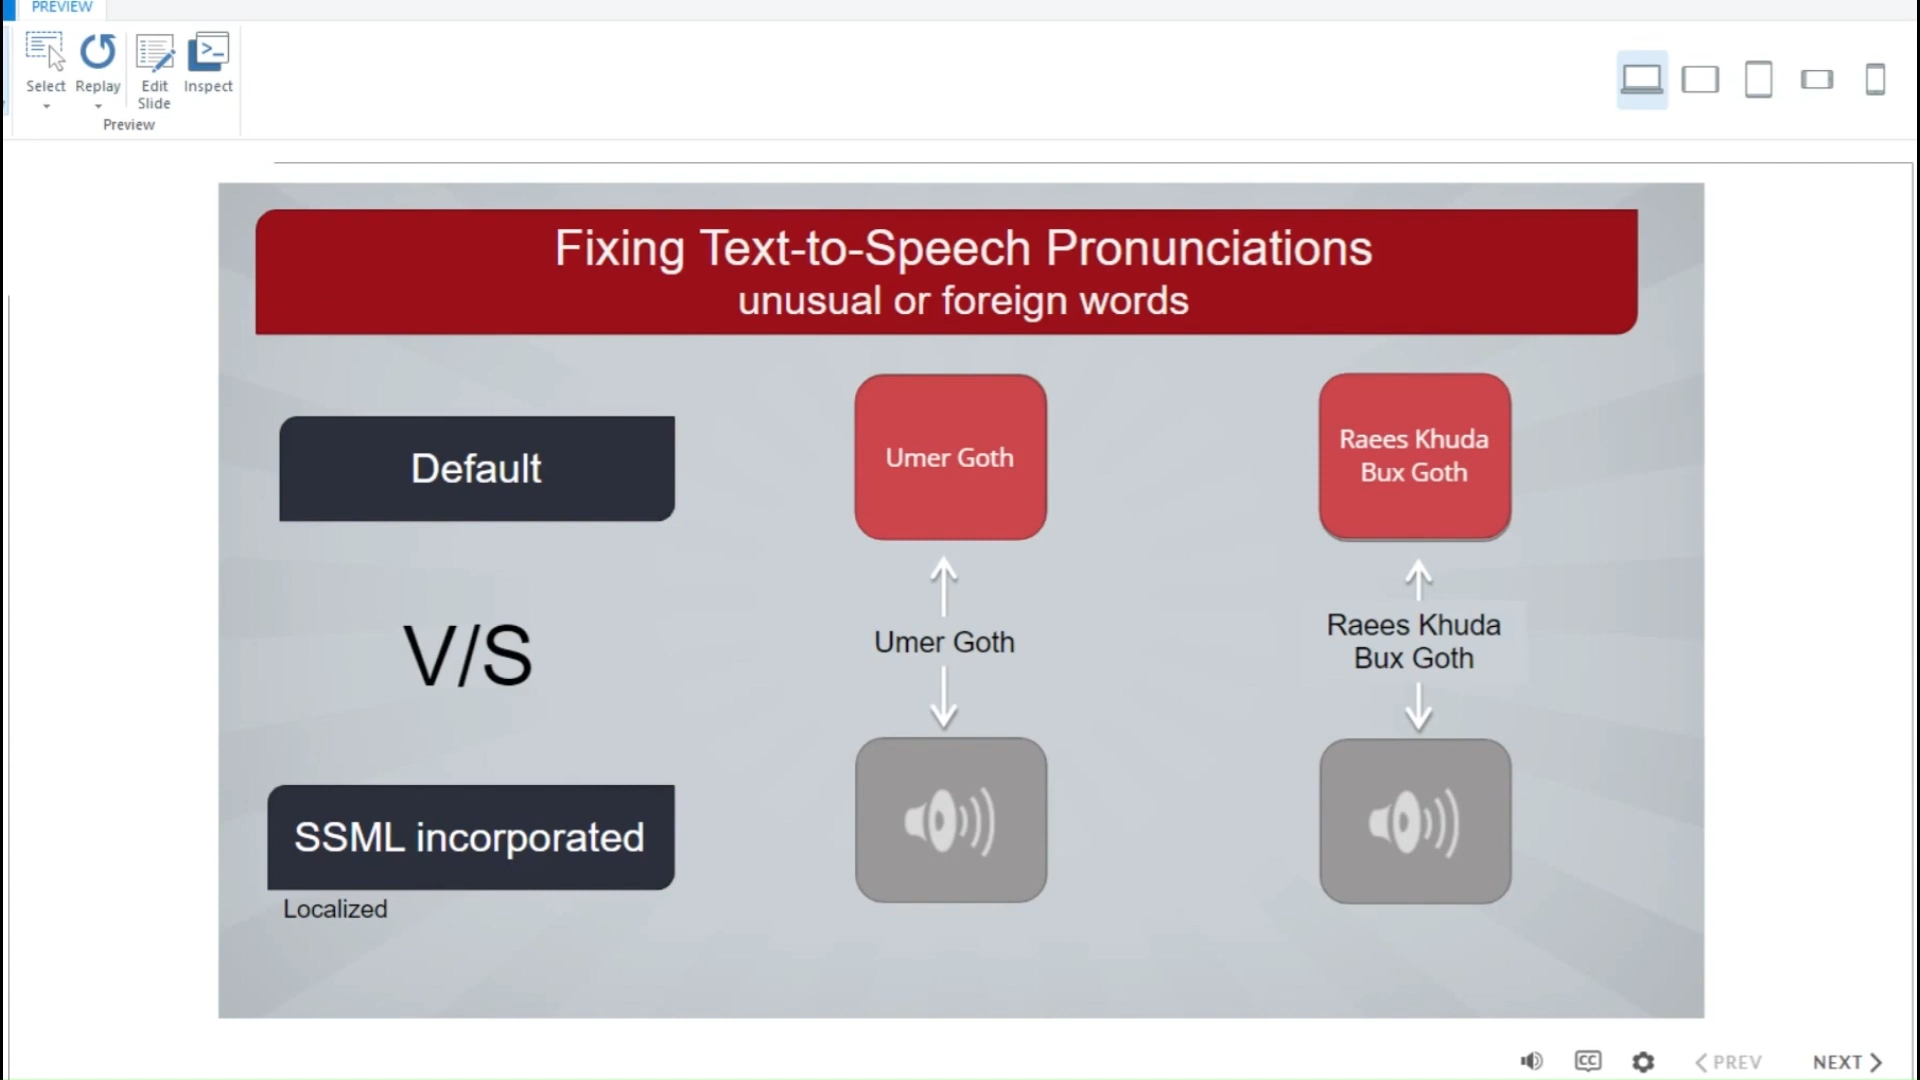 PREVIEW
Select
Replay
Edit
Slide
Inspect
Preview
Fixing Text-to-Speech Pronunciations
unusual or foreign words
Default
Umer Goth
Raees Khuda
Bux Goth
V/S
Umer Goth
Raees Khuda
Bux Goth
SSML incorporated
Localized
CC
PREV
NEXT